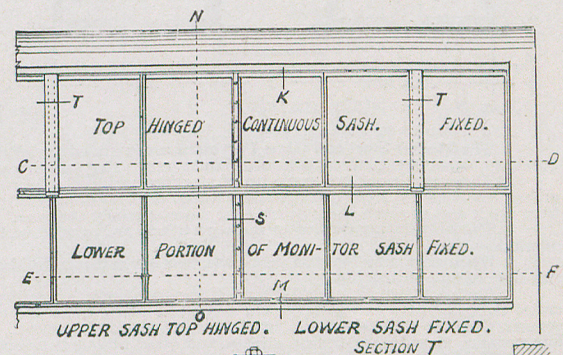 N
T K T
TOP HINGED CONTINUOUS SASH. FIXED.
C D
L
S
LOWER PORTION OF MONI- TOR SASH FIXED.
E F
M
O
UPPER SASH TOP HINGED. LOWER SASH FIXED.
SECTION T